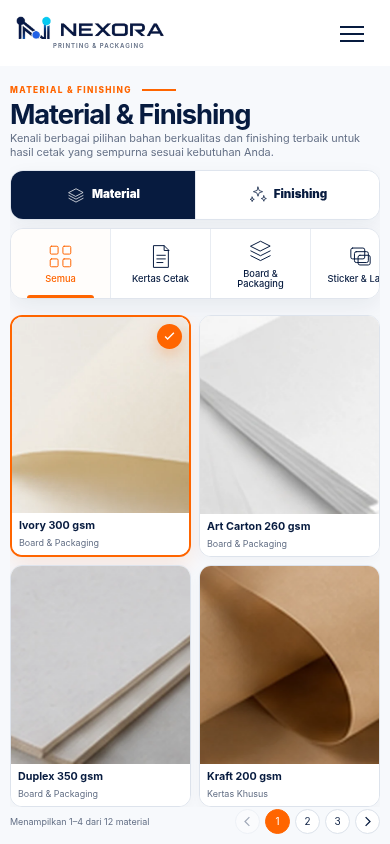 NEXORA
PRINTING & PACKAGING
MATERIAL & FINISHING
Material & Finishing
Kenali berbagai pilihan bahan berkualitas dan finishing terbaik untuk
hasil cetak yang sempurna sesuai kebutuhan Anda.
Material
Finishing
Semua
Kertas Cetak
Board &
Packaging
Sticker & La
Ivory 300 gsm
Board & Packaging
Art Carton 260 gsm
Board & Packaging
Duplex 350 gsm
Board & Packaging
Kraft 200 gsm
Kertas Khusus
Menampilkan 1–4 dari 12 material
1
2
3